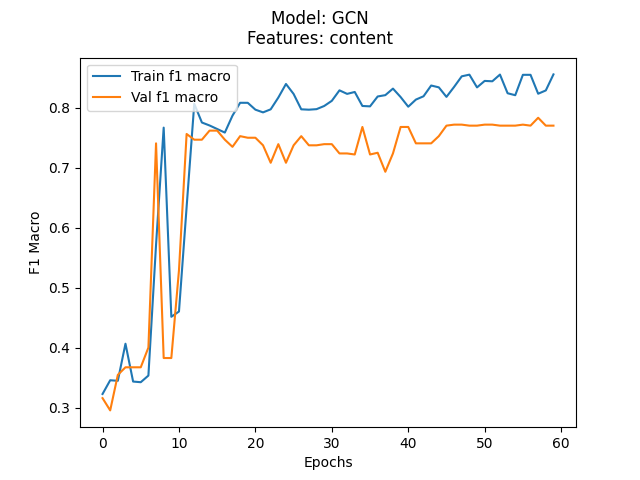 Model: GCN
Features: content
Train f1 macro
Val f1 macro
F1 Macro
0.8
0.7
0.6
0.5
0.4
0.3
0 10 20 30 40 50 60
Epochs